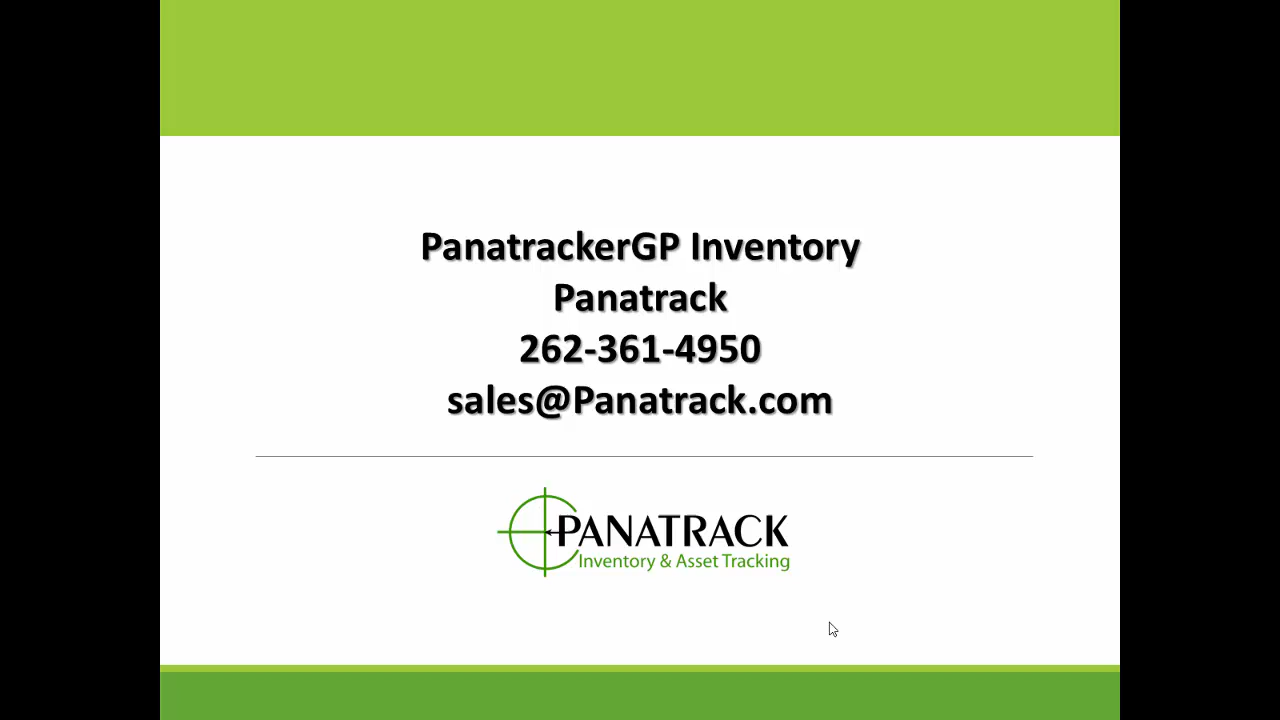 PanatrackerGP Inventory
Panatrack
262-361-4950
sales@Panatrack.com
PANATRACK
Inventory & Asset Tracking